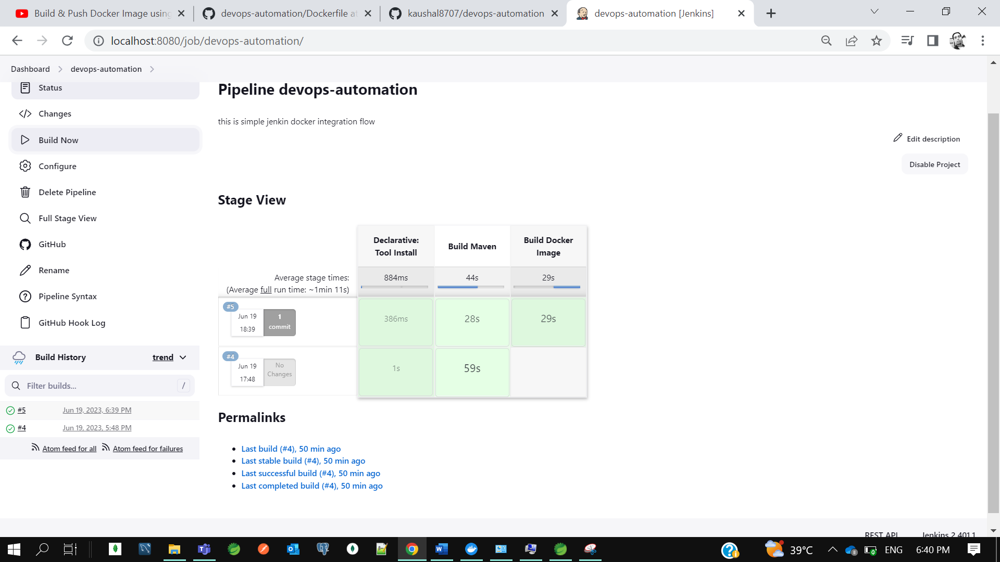 Build & Push Docker Image using
devops-automation/Dockerfile at
kaushal8707/devops-automation
devops-automation [Jenkins]
localhost:8080/job/devops-automation/
Dashboard
devops-automation
Status
Changes
Build Now
Configure
Delete Pipeline
Full Stage View
GitHub
Rename
Pipeline Syntax
GitHub Hook Log
Build History
trend
Filter builds...
/
#5
Jun 19, 2023, 6:39 PM
#4
Jun 19, 2023, 5:48 PM
Atom feed for all
Atom feed for failures
Pipeline devops-automation
this is simple jenkin docker integration flow
Edit description
Disable Project
Stage View
Declarative:
Tool Install
Build Maven
Build Docker
Image
Average stage times:
(Average full run time: ~1min 11s)
884ms
44s
29s
#5
Jun 19
18:39
1
commit
386ms
28s
29s
#4
Jun 19
17:48
No
Changes
1s
59s
Permalinks
Last build (#4), 50 min ago
Last stable build (#4), 50 min ago
Last successful build (#4), 50 min ago
Last completed build (#4), 50 min ago
REST API
Jenkins 2.401.1
39°C
ENG
6:40 PM